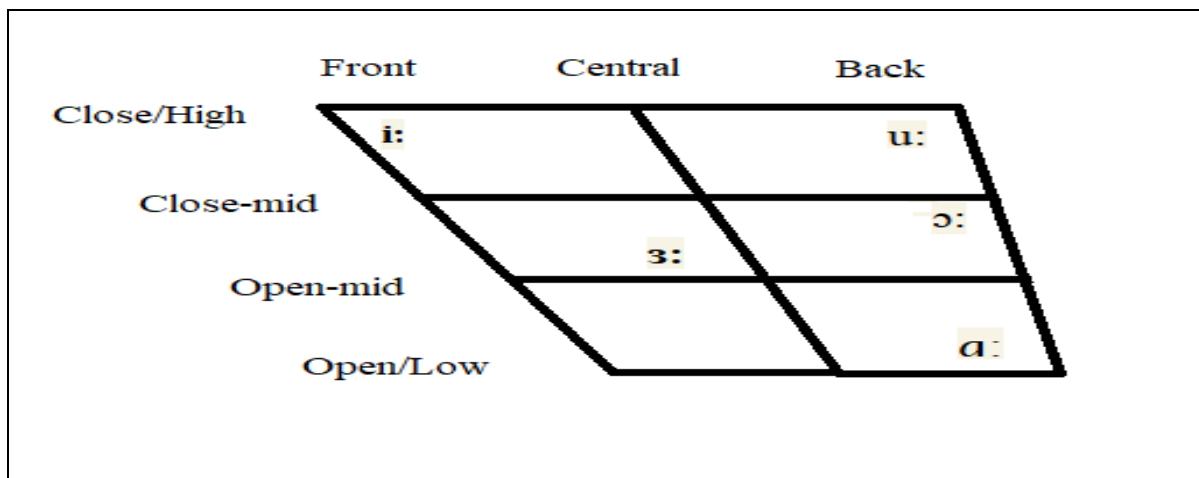 Front Central Back
Close/High
i:
u:
Close-mid
ɔ:
ɜ:
Open-mid
ɑ:
Open/Low